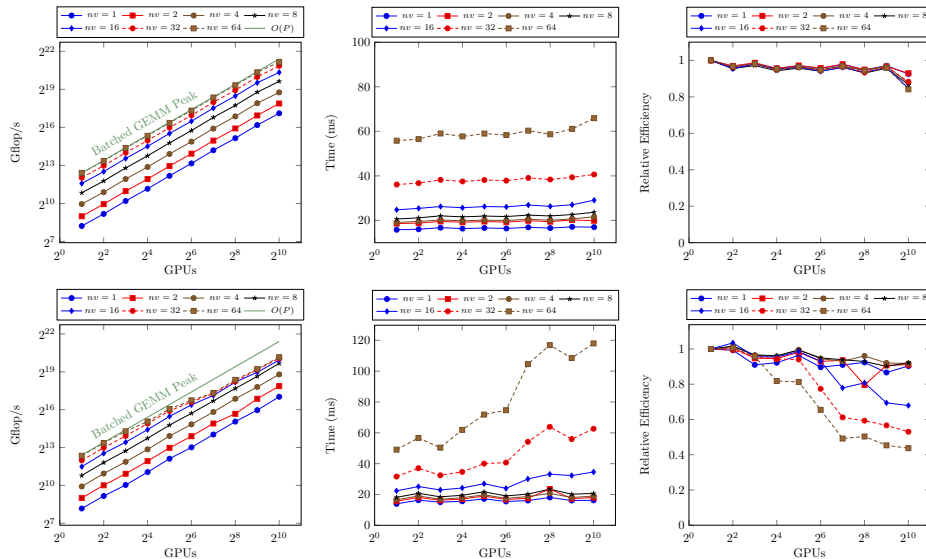 nv = 1 nv = 2 nv = 4 nv = 8
nv = 16 nv = 32 nv = 64 O(P)
2^22
2^19
2^16
2^13
2^10
2^7
Gflop/s
Batched GEMM Peak
2^0 2^2 2^4 2^6 2^8 2^10
GPUs
nv = 1 nv = 2 nv = 4 nv = 8
nv = 16 nv = 32 nv = 64
100
80
60
40
20
0
Time (ms)
2^0 2^2 2^4 2^6 2^8 2^10
GPUs
nv = 1 nv = 2 nv = 4 nv = 8
nv = 16 nv = 32 nv = 64
1
0.8
0.6
0.4
0.2
0
Relative Efficiency
2^0 2^2 2^4 2^6 2^8 2^10
GPUs
nv = 1 nv = 2 nv = 4 nv = 8
nv = 16 nv = 32 nv = 64 O(P)
2^22
2^19
2^16
2^13
2^10
2^7
Gflop/s
Batched GEMM Peak
2^0 2^2 2^4 2^6 2^8 2^10
GPUs
nv = 1 nv = 2 nv = 4 nv = 8
nv = 16 nv = 32 nv = 64
120
100
80
60
40
20
0
Time (ms)
2^0 2^2 2^4 2^6 2^8 2^10
GPUs
nv = 1 nv = 2 nv = 4 nv = 8
nv = 16 nv = 32 nv = 64
1
0.8
0.6
0.4
0.2
0
Relative Efficiency
2^0 2^2 2^4 2^6 2^8 2^10
GPUs